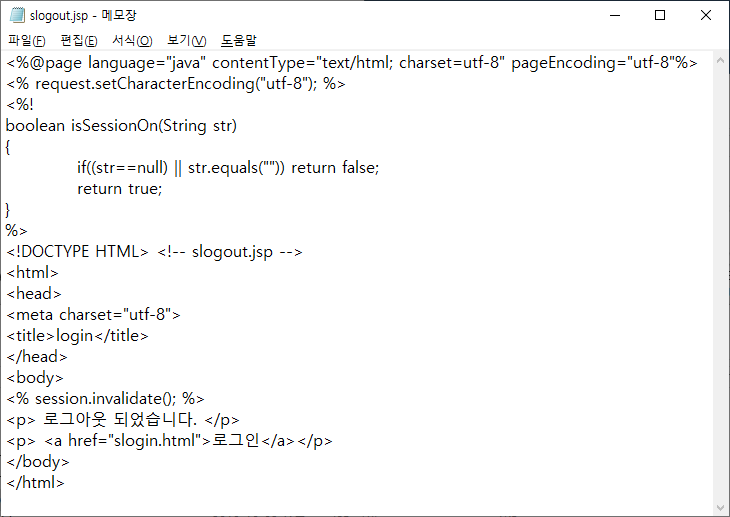 slogout.jsp - 메모장
파일(F) 편집(E) 서식(O) 보기(V) 도움말
<%@page language="java" contentType="text/html; charset=utf-8" pageEncoding="utf-8"%>
<% request.setCharacterEncoding("utf-8"); %>
<%!
boolean isSessionOn(String str)
{
if((str==null) || str.equals("")) return false;
return true;
}
%>
<!DOCTYPE HTML> <!-- slogout.jsp -->
<html>
<head>
<meta charset="utf-8">
<title>login</title>
</head>
<body>
<% session.invalidate(); %>
<p> 로그아웃 되었습니다. </p>
<p> <a href="slogin.html">로그인</a></p>
</body>
</html>